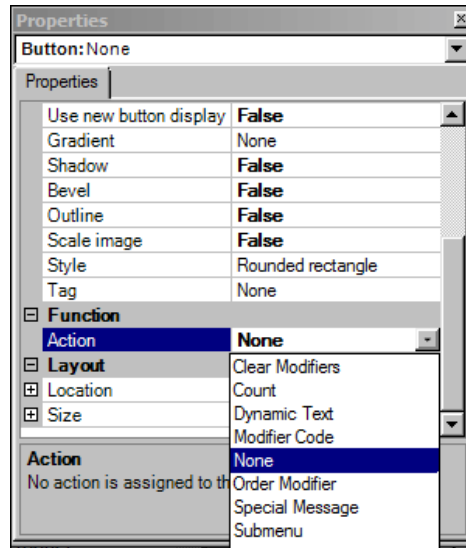 Properties
Button: None
Properties
Use new button display False
Gradient None
Shadow False
Bevel False
Outline False
Scale image False
Style Rounded rectangle
Tag None
Function
Action None
Layout
Clear Modifiers
Location
Count
Size
Dynamic Text
Modifier Code
Action
None
No action is assigned to th
Order Modifier
Special Message
Submenu